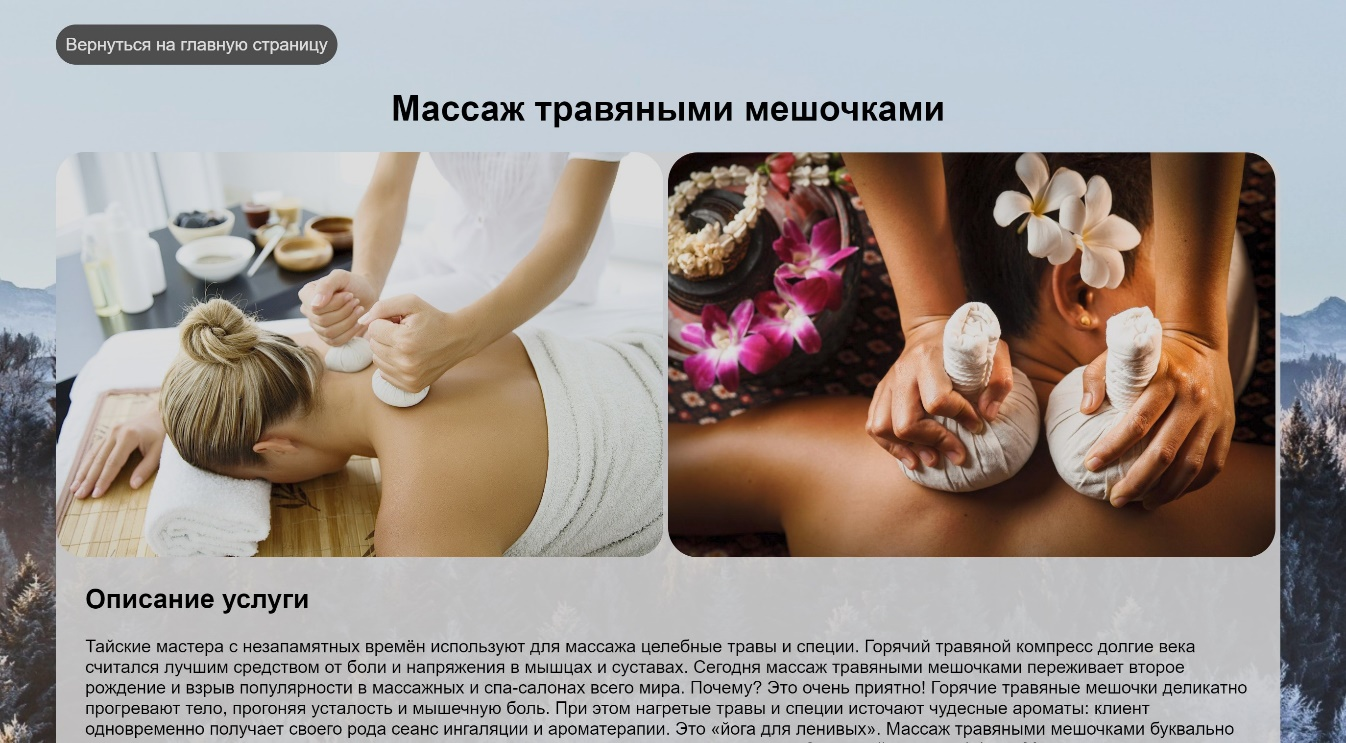 Вернуться на главную страницу
Массаж травяными мешочками
Описание услуги
Тайские мастера с незапамятных времён используют для массажа целебные травы и специи. Горячий травяной компресс долгие века
считался лучшим средством от боли и напряжения в мышцах и суставах. Сегодня массаж травяными мешочками переживает второе
рождение и взрыв популярности в массажных и спа-салонах всего мира. Почему? Это очень приятно! Горячие травяные мешочки деликатно
прогревают тело, прогоняя усталость и мышечную боль. При этом нагретые травы и специи источают чудесные ароматы: клиент
одновременно получает своего рода сеанс ингаляции и ароматерапии. Это «йога для ленивых». Массаж травяными мешочками буквально